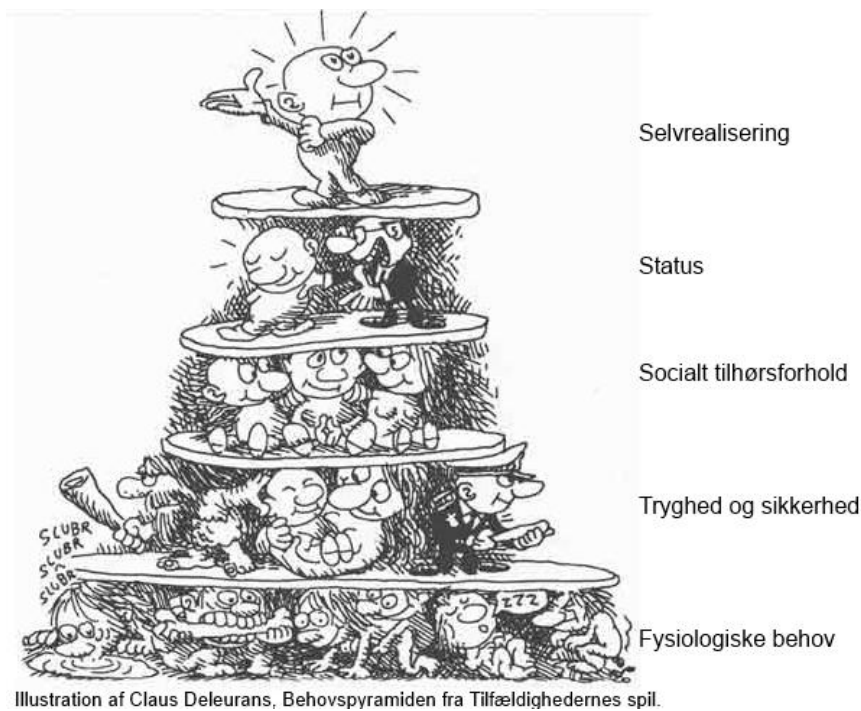 Selvrealisering
Status
Socialt tilhørsforhold
Tryghed og sikkerhed
SLUBR
SLUBR
SLUBR
ZZZ
Fysiologiske behov
Illustration af Claus Deleurans, Behovspyramiden fra Tilfældighedernes spil.